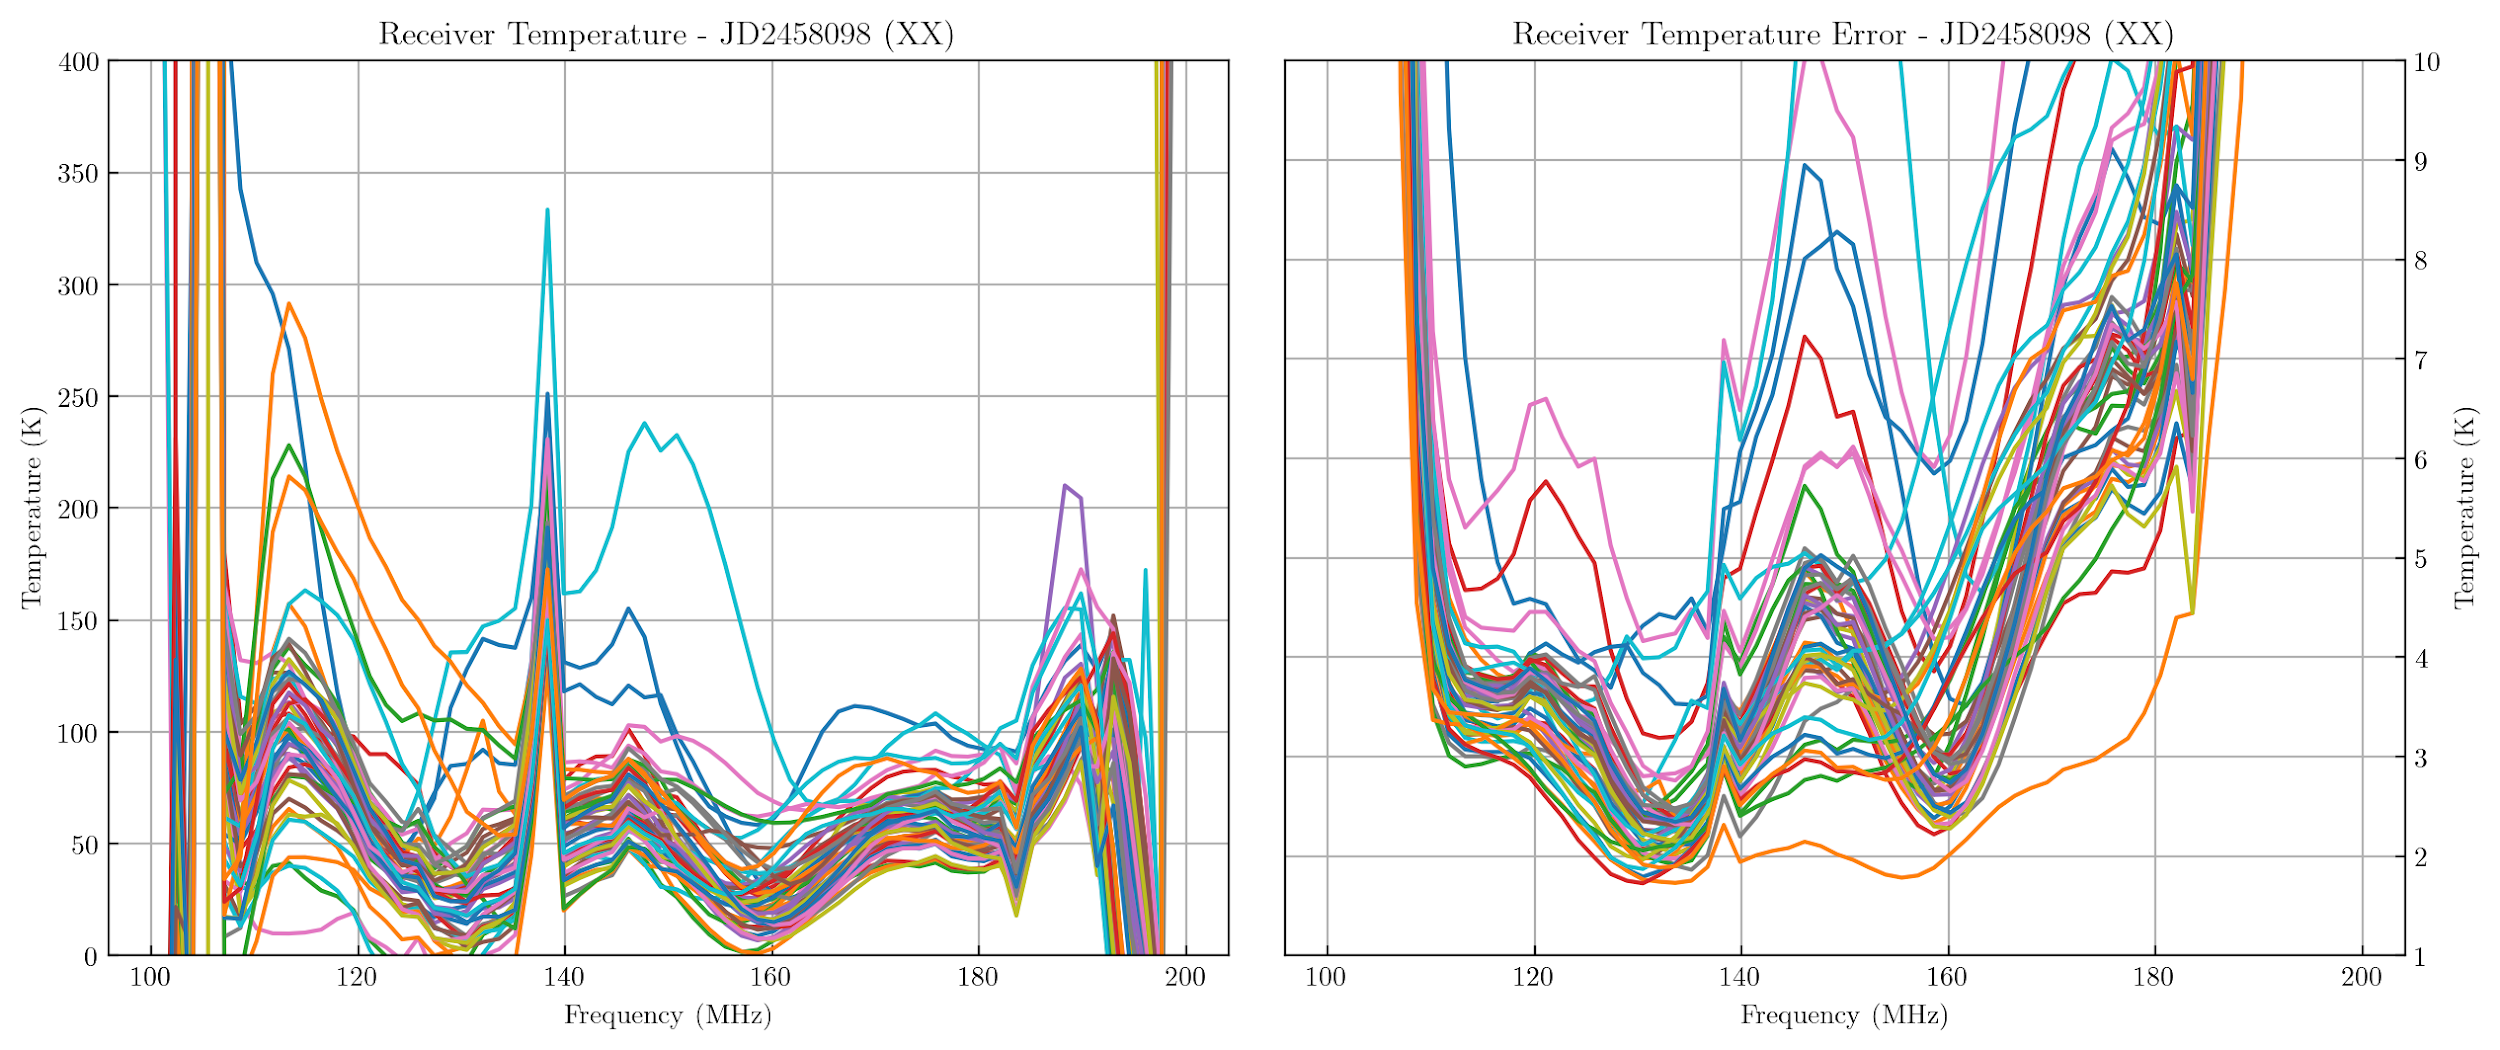 Receiver Temperature - JD2458098 (XX)
400
350
300
250
200
150
100
50
0
Temperature (K)
100 120 140 160 180 200
Frequency (MHz)
Receiver Temperature Error - JD2458098 (XX)
10
9
8
7
6
5
4
3
2
1
Temperature (K)
100 120 140 160 180 200
Frequency (MHz)